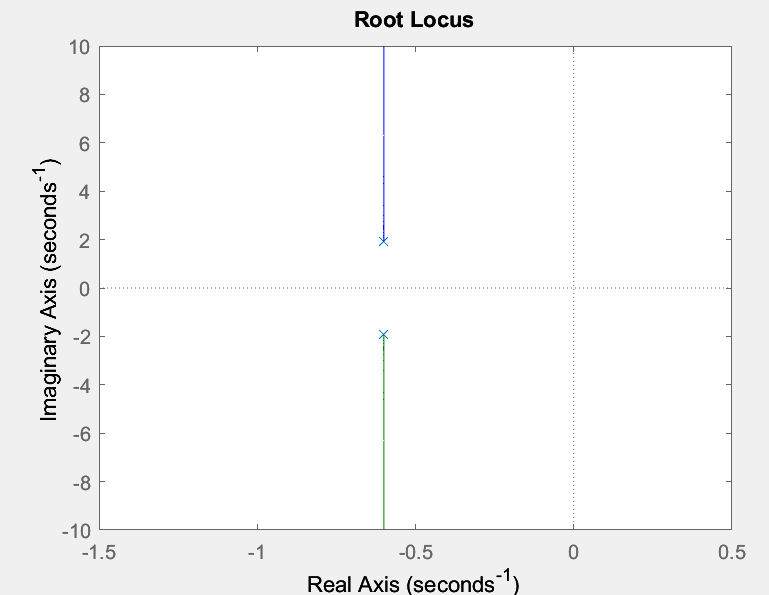 Root Locus
10
8
6
4
2
0
-2
-4
-6
-8
-10
Imaginary Axis (seconds-1)
-1.5 -1 -0.5 0 0.5
Real Axis (seconds-1)